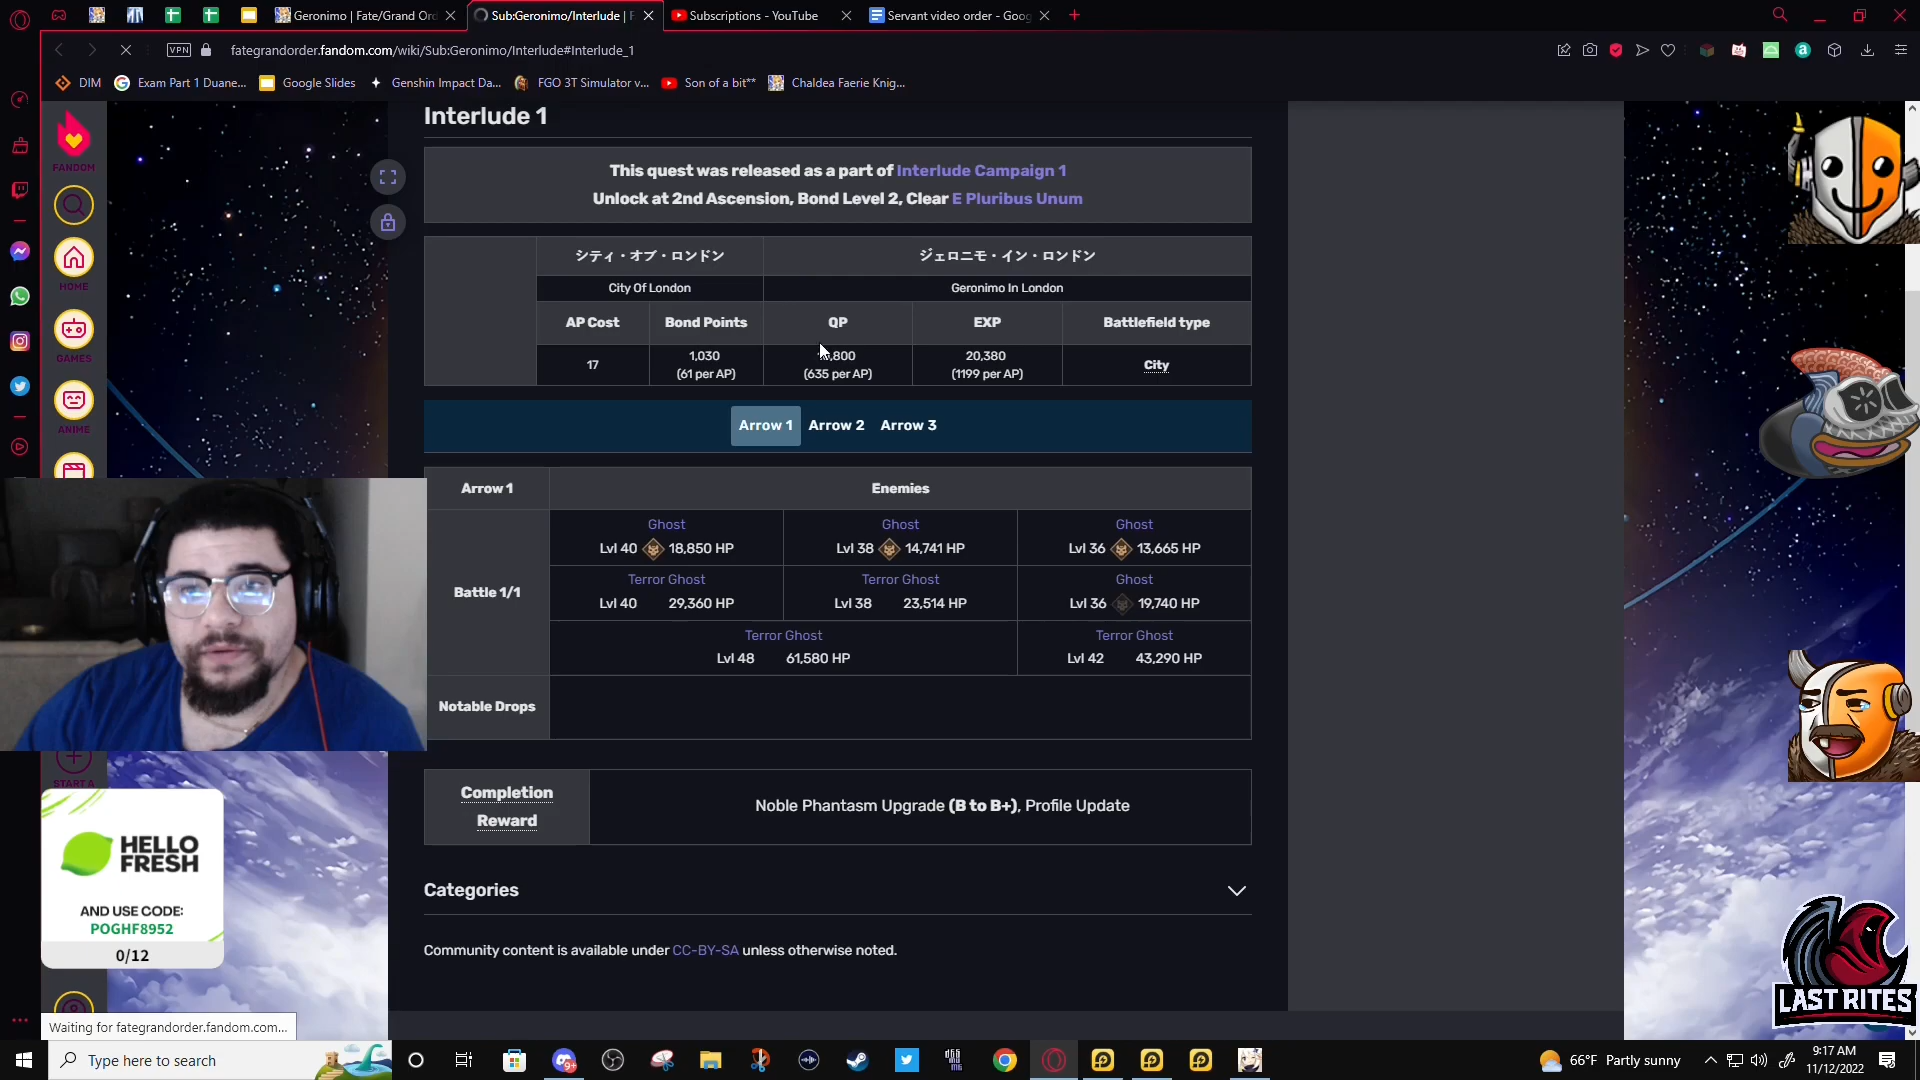 Geronimo | Fate/Grand Ord
Sub:Geronimo/Interlude | F
Subscriptions - YouTube
Servant video order - Goog
VPN
fategrandorder.fandom.com/wiki/Sub:Geronimo/Interlude#Interlude_1
DIM
Exam Part 1 Duane...
Google Slides
Genshin Impact Da...
FGO 3T Simulator v...
Son of a bit**
Chaldea Faerie Knig...
FANDOM
HOME
GAMES
ANIME
START A
Interlude 1
This quest was released as a part of Interlude Campaign 1
Unlock at 2nd Ascension, Bond Level 2, Clear E Pluribus Unum
シティ・オブ・ロンドン
ジェロニモ・イン・ロンドン
City Of London
Geronimo In London
AP Cost
Bond Points
QP
EXP
Battlefield type
17
1,030
(61 per AP)
,800
(635 per AP)
20,380
(1199 per AP)
City
Arrow 1 Arrow 2 Arrow 3
Arrow 1
Enemies
Battle 1/1
Ghost
Lvl 40 18,850 HP
Ghost
Lvl 38 14,741 HP
Ghost
Lvl 36 13,665 HP
Terror Ghost
Lvl 40 29,360 HP
Terror Ghost
Lvl 38 23,514 HP
Ghost
Lvl 36 19,740 HP
Terror Ghost
Lvl 48 61,580 HP
Terror Ghost
Lvl 42 43,290 HP
Notable Drops
Completion
Reward
Noble Phantasm Upgrade (B to B+), Profile Update
Categories
Community content is available under CC-BY-SA unless otherwise noted.
HELLO
FRESH
AND USE CODE:
POGHF8952
0/12
LAST RITES
Waiting for fategrandorder.fandom.com...
Type here to search
66°F Partly sunny
9:17 AM
11/12/2022